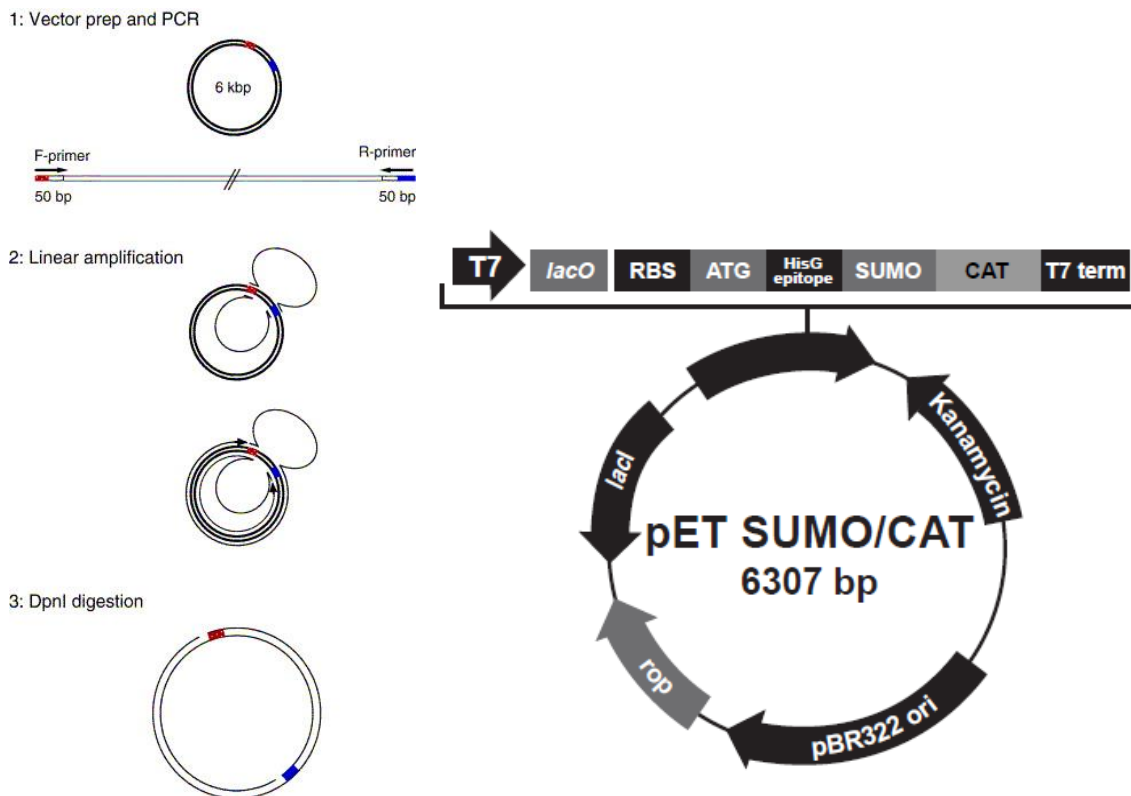 1: Vector prep and PCR
6 kbp
F-primer
R-primer
50 bp
50 bp
2: Linear amplification
3: DpnI digestion
T7
lacO
RBS
ATG
HisG
epitope
SUMO
CAT
T7 term
Kanamycin
lacI
pET SUMO/CAT
6307 bp
rop
pBR322 ori